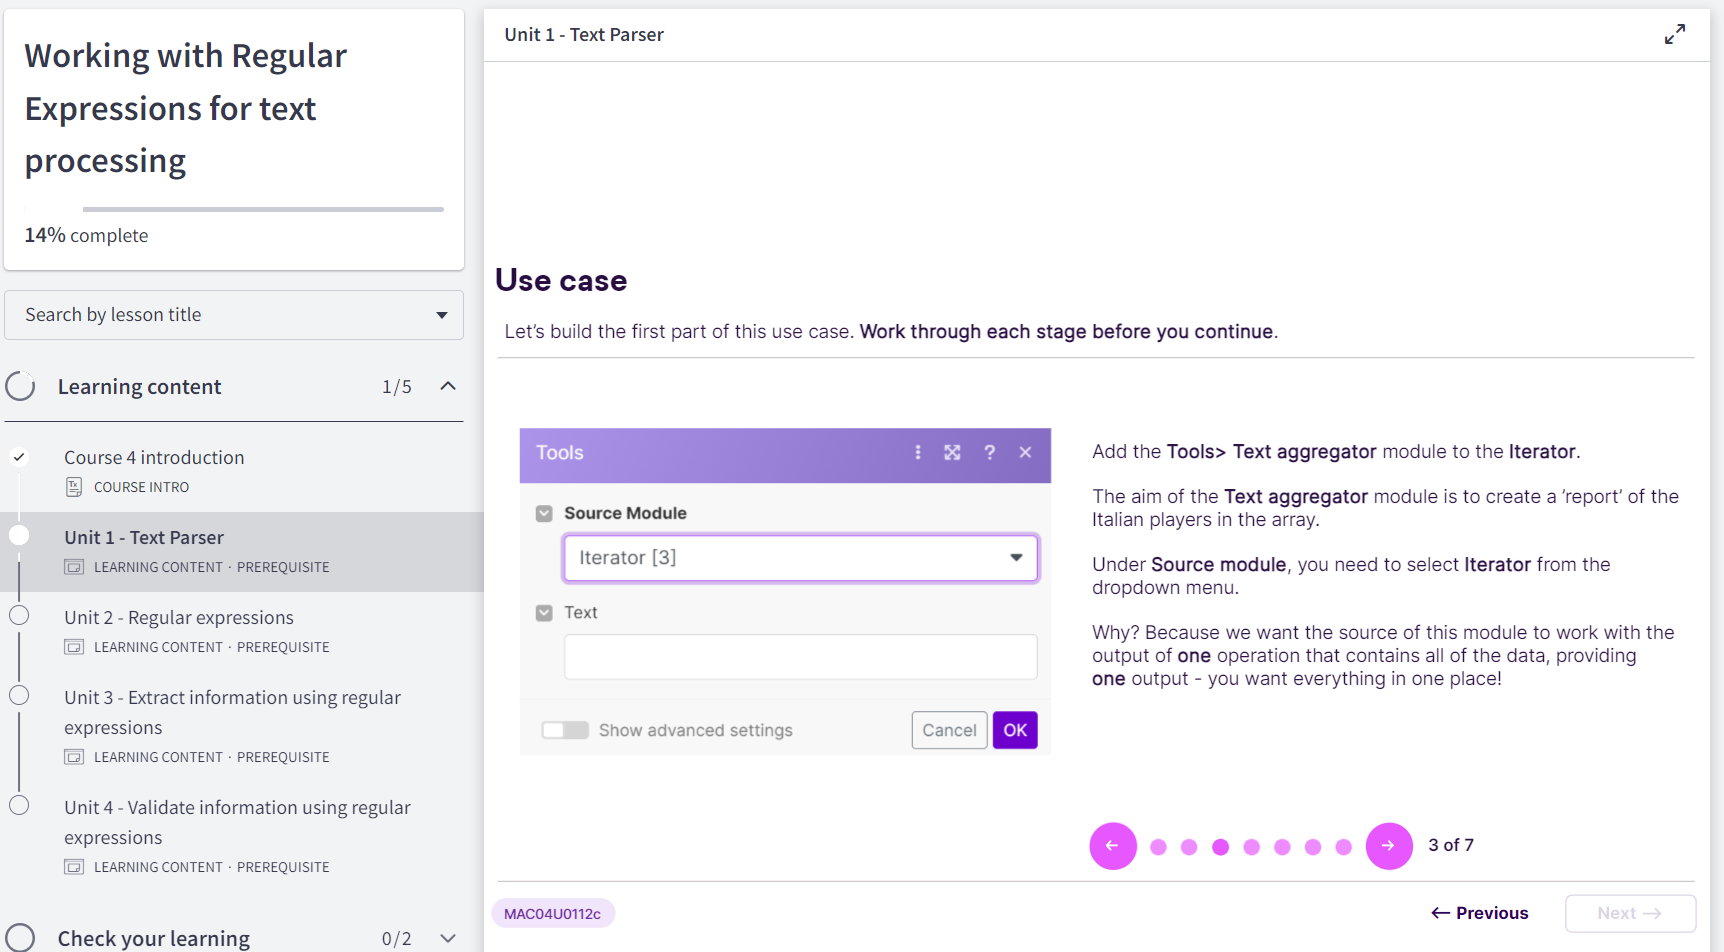 Working with Regular
Expressions for text
processing
14% complete
Search by lesson title
Learning content 1/5
Course 4 introduction
COURSE INTRO
Unit 1 - Text Parser
LEARNING CONTENT · PREREQUISITE
Unit 2 - Regular expressions
LEARNING CONTENT · PREREQUISITE
Unit 3 - Extract information using regular
expressions
LEARNING CONTENT · PREREQUISITE
Unit 4 - Validate information using regular
expressions
LEARNING CONTENT · PREREQUISITE
Check your learning 0/2
Unit 1 - Text Parser
Use case
Let's build the first part of this use case. Work through each stage before you continue.
Tools ?
Source Module
Iterator [3]
Text
Show advanced settings Cancel OK
Add the Tools> Text aggregator module to the Iterator.
The aim of the Text aggregator module is to create a 'report' of the
Italian players in the array.
Under Source module, you need to select Iterator from the
dropdown menu.
Why? Because we want the source of this module to work with the
output of one operation that contains all of the data, providing
one output - you want everything in one place!
3 of 7
MAC04U0112c
← Previous Next →